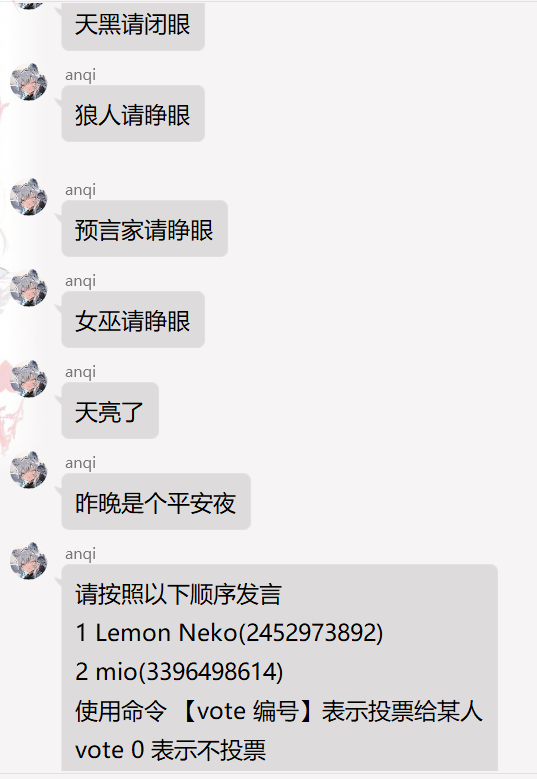 天黑请闭眼
anqi
狼人请睁眼
anqi
预言家请睁眼
anqi
女巫请睁眼
anqi
天亮了
anqi
昨晚是个平安夜
anqi
请按照以下顺序发言
1 Lemon Neko(2452973892)
2 mio(3396498614)
使用命令 【vote 编号】表示投票给某人
vote 0 表示不投票